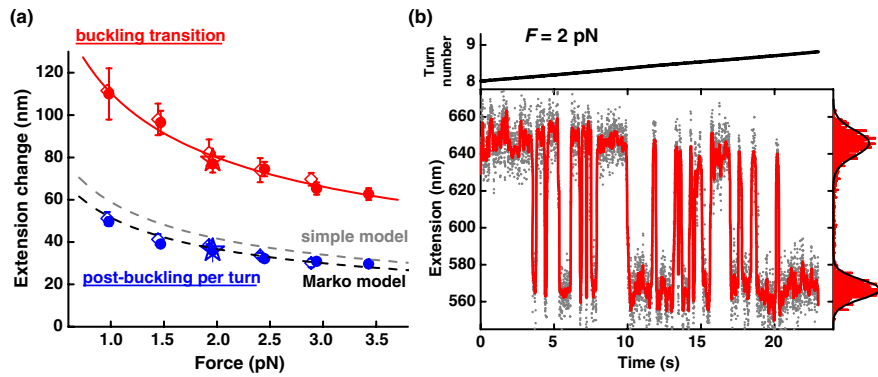 (a)
buckling transition
120
100
80
60
40
20
0
Extension change (nm)
simple model
post-buckling per turn
Marko model
1.0 1.5 2.0 2.5 3.0 3.5
Force (pN)
(b)
F = 2 pN
Turn
number
9
8
660
640
620
600
580
560
Extension (nm)
0 5 10 15 20
Time (s)